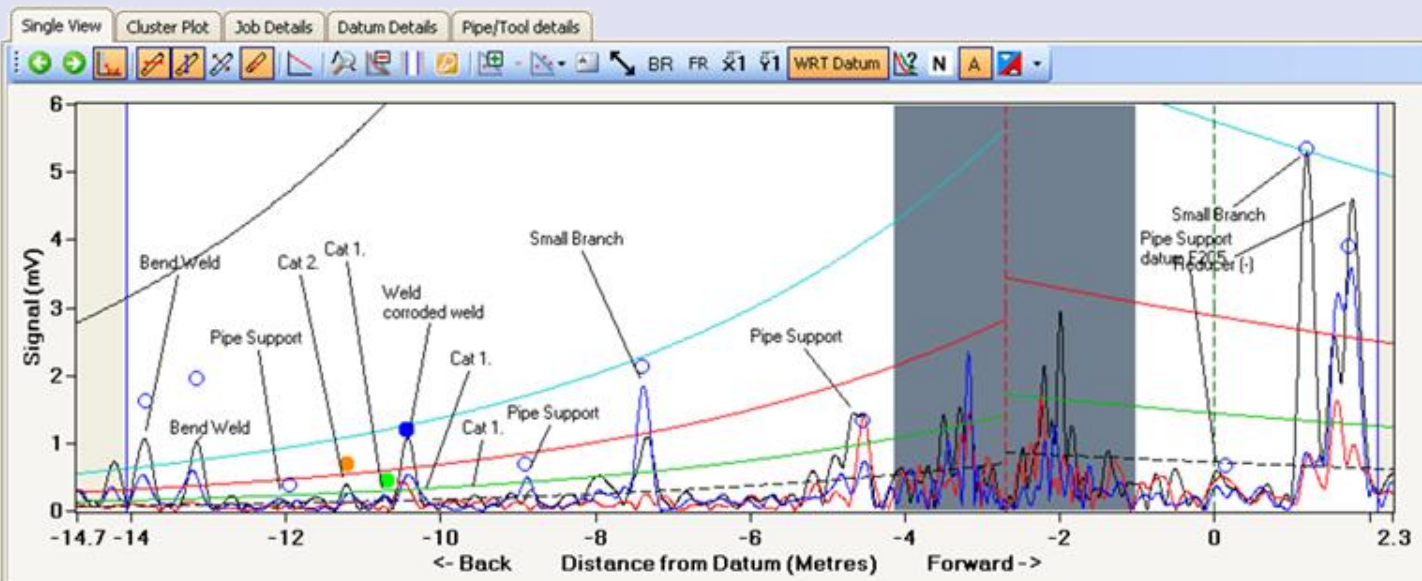 Single View
Cluster Plot
Job Details
Datum Details
Pipe/Tool details
BR
FR
X1
Y1
WRT Datum
N
A
6
5
4
3
2
1
0
Signal (mV)
Bend Weld
Bend Weld
Pipe Support
Cat 2.
Cat 1.
Weld
corroded weld
Cat 1.
Cat 1.
Pipe Support
Small Branch
Pipe Support
Small Branch
Pipe Support
datum F205
Reducer (-)
-14.7
-14
-12
-10
-8
-6
-4
-2
0
2.3
<- Back
Distance from Datum (Metres)
Forward ->